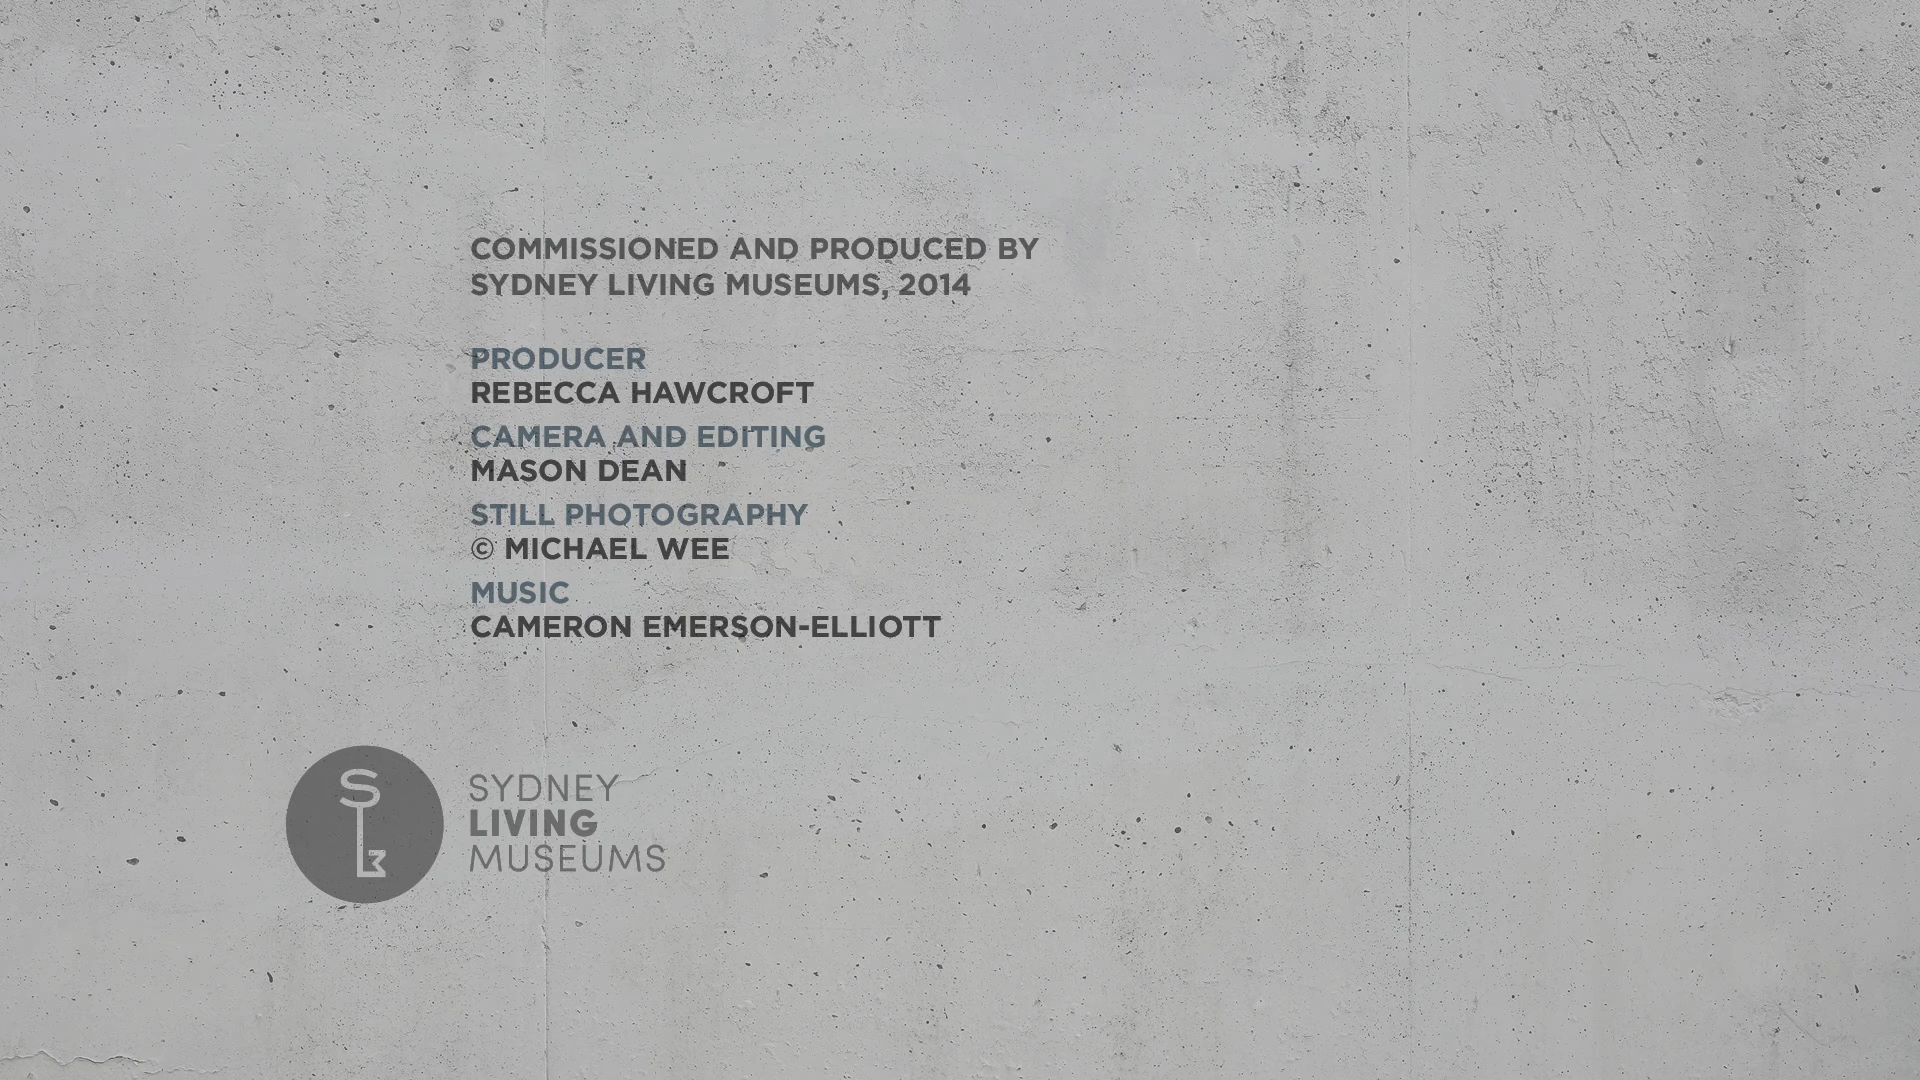 COMMISSIONED AND PRODUCED BY
SYDNEY LIVING MUSEUMS, 2014
PRODUCER
REBECCA HAWCROFT
CAMERA AND EDITING
MASON DEAN
STILL PHOTOGRAPHY
© MICHAEL WEE
MUSIC
CAMERON EMERSON-ELLIOTT
SLM
SYDNEY
LIVING
MUSEUMS